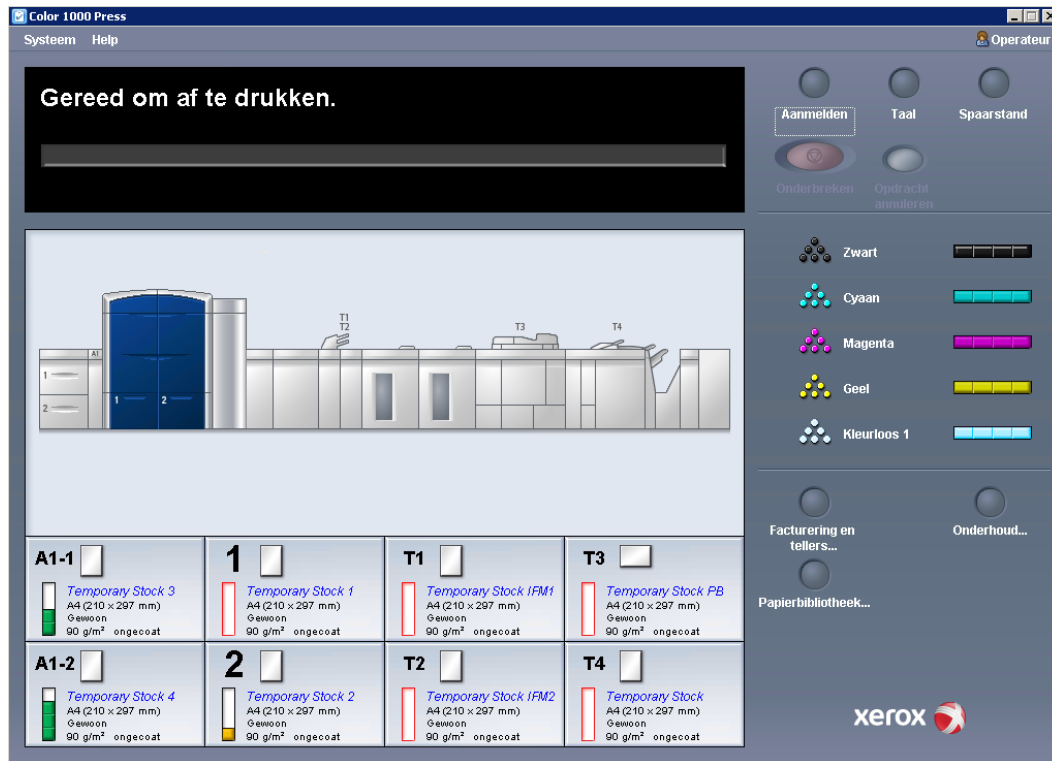 Color 1000 Press
Systeem Help
Operateur
Gereed om af te drukken.
Aanmelden
Taal
Spaarstand
Onderbreken
Opdracht
annuleren
T1
T2
T3
T4
A1
1
2
1
2
Zwart
Cyaan
Magenta
Geel
Kleurloos 1
Facturering en
tellers...
Onderhoud...
Papierbibliotheek...
A1-1
Temporary Stock 3
A4 (210 x 297 mm)
Gewoon
90 g/m² ongecoat
1
Temporary Stock 1
A4 (210 x 297 mm)
Gewoon
90 g/m² ongecoat
T1
Temporary Stock IFM1
A4 (210 x 297 mm)
Gewoon
90 g/m² ongecoat
T3
Temporary Stock PB
A4 (210 x 297 mm)
Gewoon
90 g/m² ongecoat
A1-2
Temporary Stock 4
A4 (210 x 297 mm)
Gewoon
90 g/m² ongecoat
2
Temporary Stock 2
A4 (210 x 297 mm)
Gewoon
90 g/m² ongecoat
T2
Temporary Stock IFM2
A4 (210 x 297 mm)
Gewoon
90 g/m² ongecoat
T4
Temporary Stock
A4 (210 x 297 mm)
Gewoon
90 g/m² ongecoat
xerox